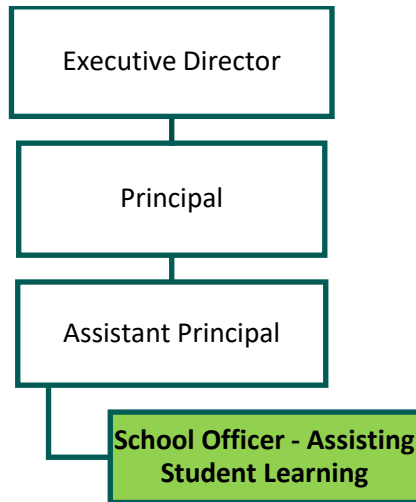 Executive Director
Principal
Assistant Principal
School Officer - Assisting
Student Learning